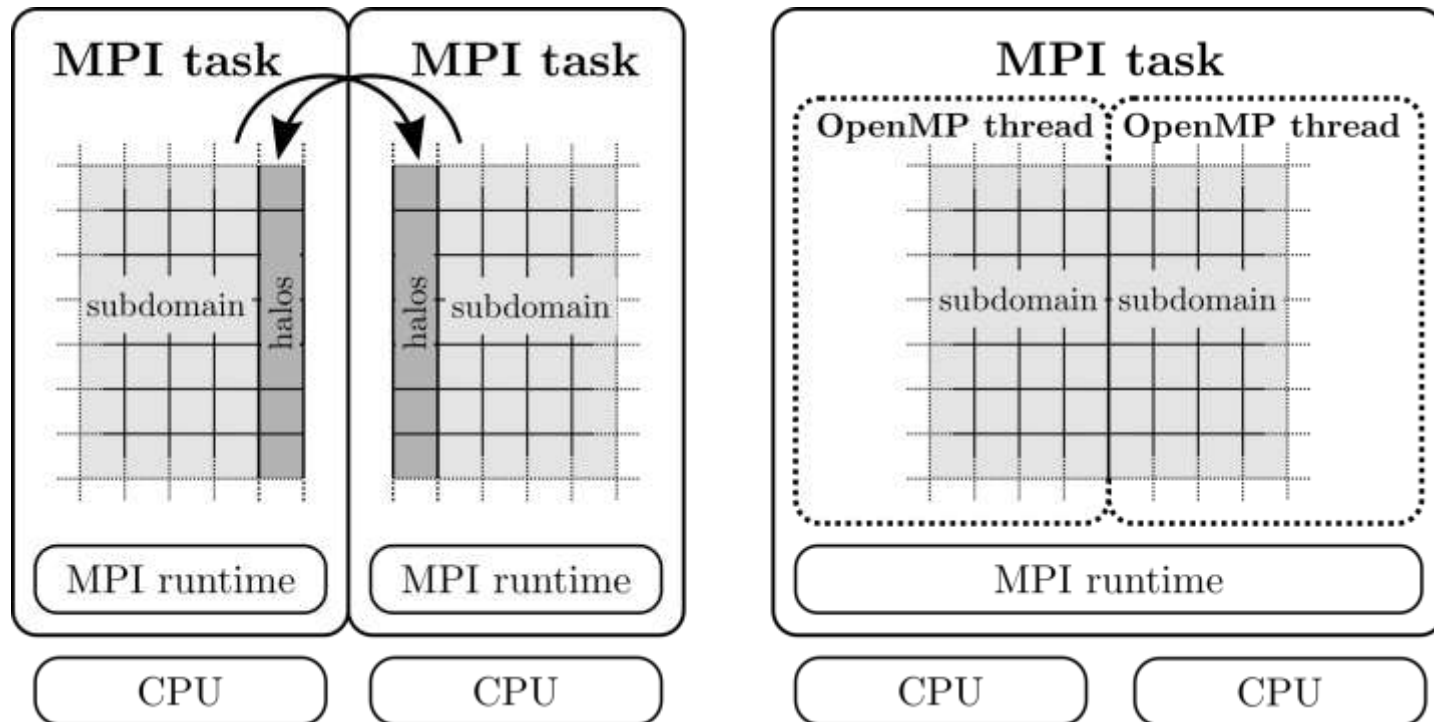 MPI task
MPI task
subdomain
halos
halos
subdomain
MPI runtime
MPI runtime
CPU
CPU
MPI task
OpenMP thread
OpenMP thread
subdomain
subdomain
MPI runtime
CPU
CPU